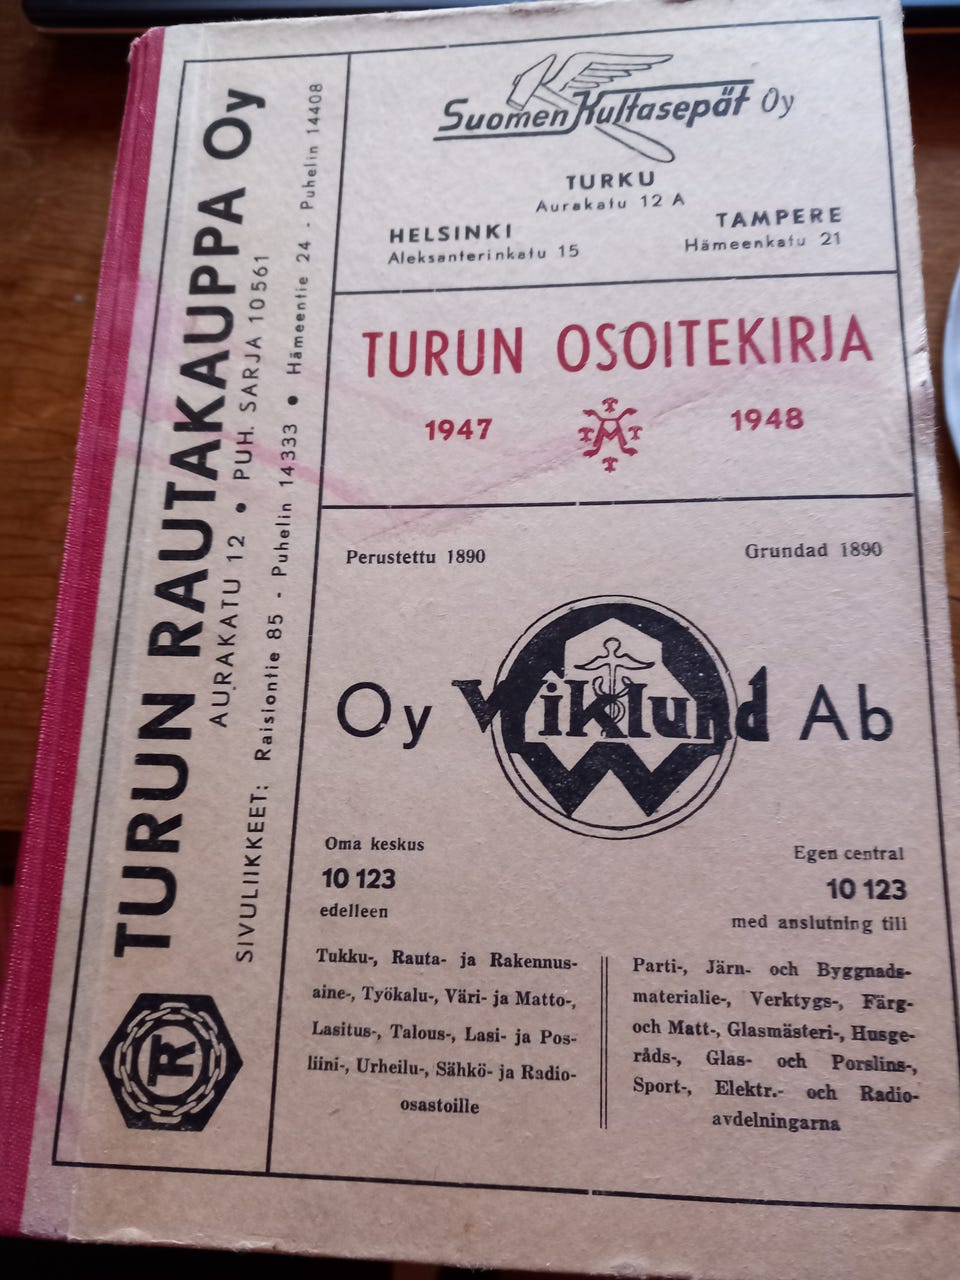 TURUN RAUTAKAUPPA Oy
AURAKATU 12 • PUH. SARJA 10561
SIVULIIKKEET: Raisiontie 85 - Puhelin 14333 • Hämeentie 24 - Puhelin 14408
TR
Suomen Kultasepät Oy
TURKU
Aurakatu 12 A
HELSINKI
Aleksanterinkatu 15
TAMPERE
Hämeenkatu 21
TURUN OSOITEKIRJA
1947 1948
Perustettu 1890
Grundad 1890
Oy Wiklund Ab
W
Oma keskus
10 123
edelleen
Tukku-, Rauta- ja Rakennus-
aine-, Työkalu-, Väri- ja Matto-,
Lasitus-, Talous-, Lasi- ja Pos-
liini-, Urheilu-, Sähkö- ja Radio-
osastoille
Egen central
10 123
med anslutning till
Parti-, Järn- och Byggnads-
materialie-, Verktygs-, Färg-
och Matt-, Glasmästeri-, Husge-
råds-, Glas- och Porslins-,
Sport-, Elektr.- och Radio-
avdelningarna